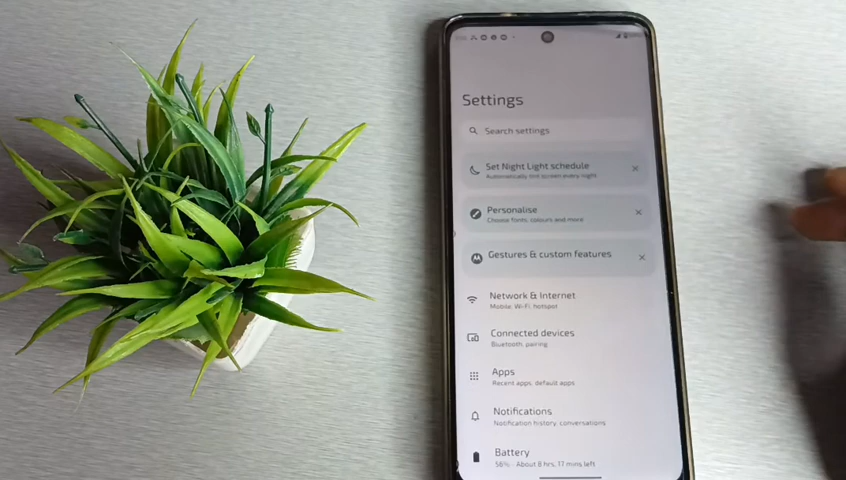 Settings
Search settings
Set Night Light schedule
Automatically tint screen every night
Personalise
Choose fonts, colours and more
Gestures & custom features
Network & Internet
Mobile, Wi-Fi, hotspot
Connected devices
Bluetooth, pairing
Apps
Recent apps, default apps
Notifications
Notification history, conversations
Battery
56% - About 8 hrs, 17 mins left